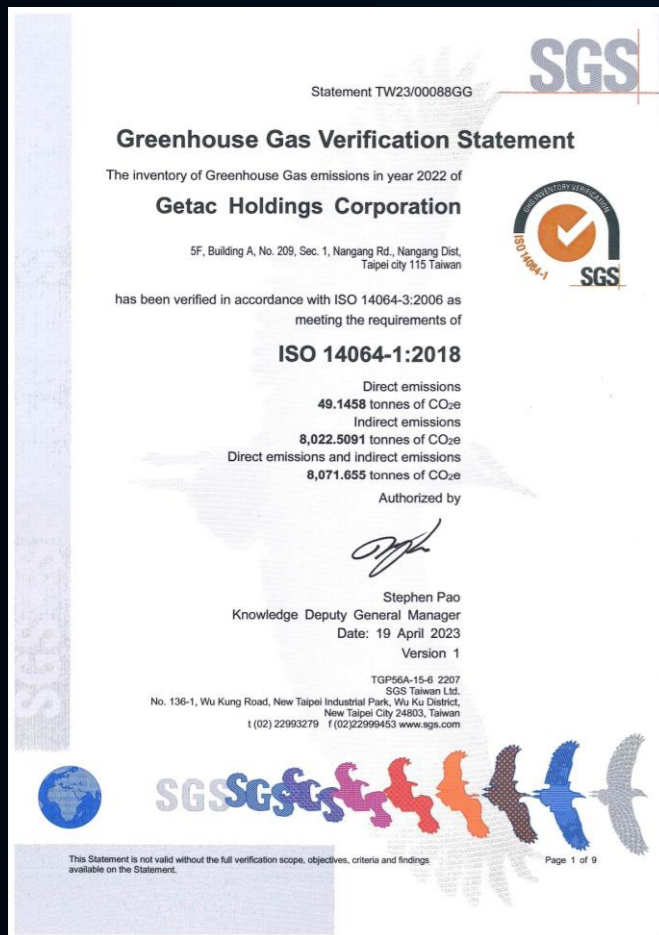 SGS
Statement TW23/00088GG
Greenhouse Gas Verification Statement
The inventory of Greenhouse Gas emissions in year 2022 of
Getac Holdings Corporation
5F, Building A, No. 209, Sec. 1, Nangang Rd., Nangang Dist,
Taipei city 115 Taiwan
GHG INVENTORY VERIFICATION
ISO 14064-1
SGS
has been verified in accordance with ISO 14064-3:2006 as
meeting the requirements of
ISO 14064-1:2018
Direct emissions
49.1458 tonnes of CO2e
Indirect emissions
8,022.5091 tonnes of CO2e
Direct emissions and indirect emissions
8,071.655 tonnes of CO2e
Authorized by
Stephen Pao
Knowledge Deputy General Manager
Date: 19 April 2023
Version 1
TGP56A-15-6 2207
SGS Taiwan Ltd.
No. 136-1, Wu Kung Road, New Taipei Industrial Park, Wu Ku District,
New Taipei City 24803, Taiwan
t (02) 22993279 f (02)22999453 www.sgs.com
SGS
SGSSGSSGS
This Statement is not valid without the full verification scope, objectives, criteria and findings
available on the Statement.
Page 1 of 9